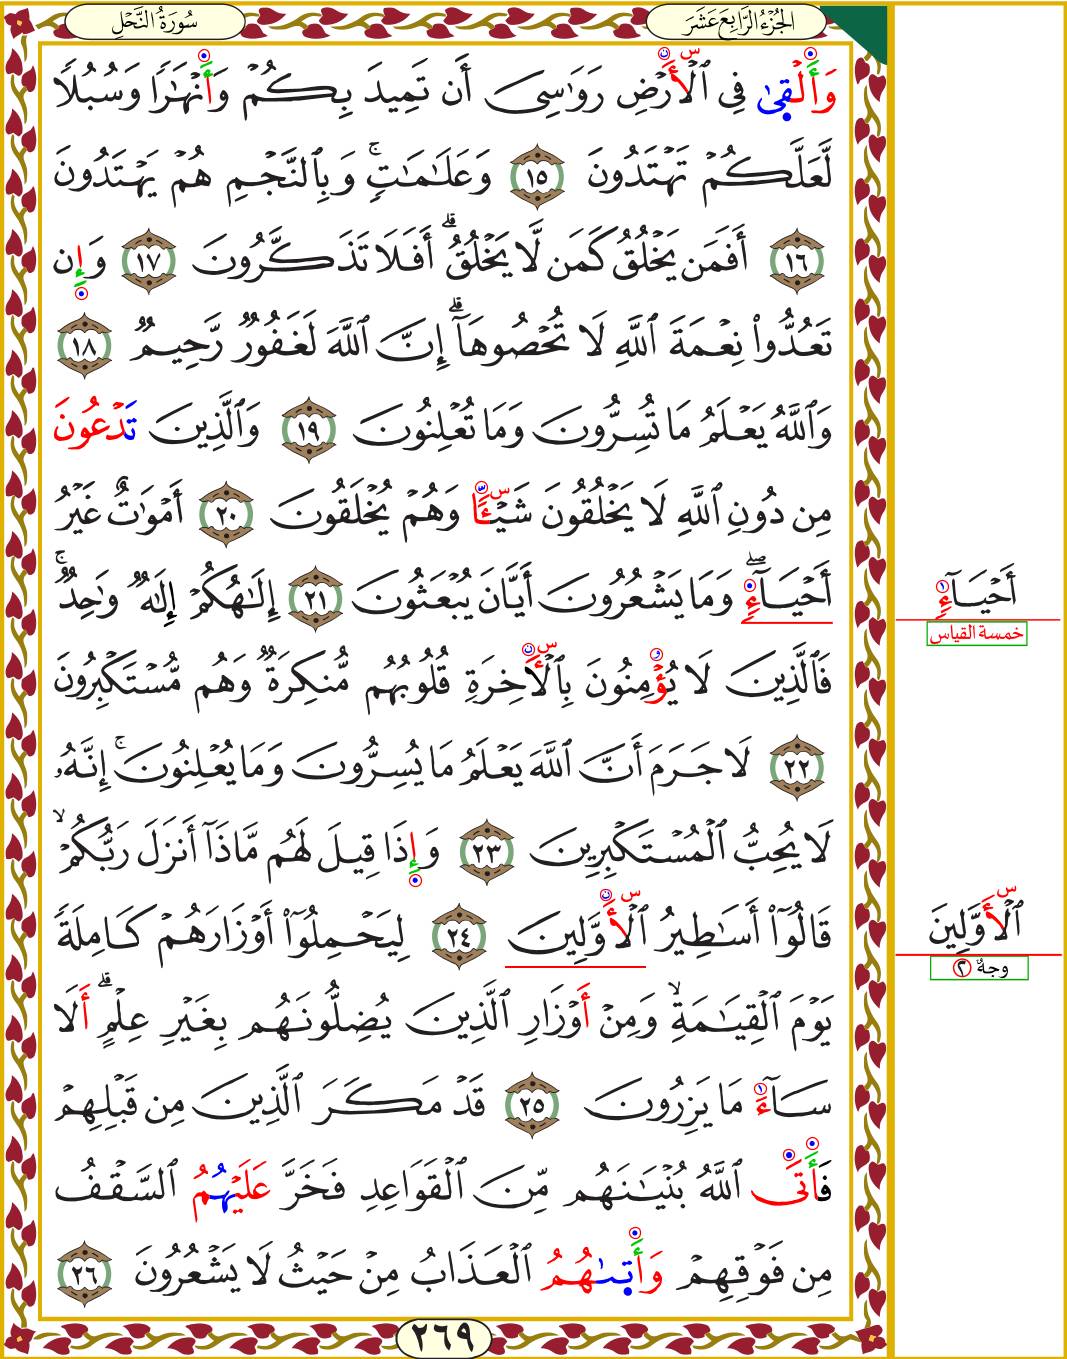 سُورَةُ النَّحْلِ
الجُزْءُ الرَّابِعَ عَشَرَ
وَأَلْقَىٰ فِي ٱلْأَرْضِ رَوَٰسِيَ أَن تَمِيدَ بِكُمْ وَأَنْهَٰرًا وَسُبُلًا
لَّعَلَّكُمْ تَهْتَدُونَ ١٥ وَعَلَٰمَٰتٍۚ وَبِٱلنَّجْمِ هُمْ يَهْتَدُونَ
١٦ أَفَمَن يَخْلُقُ كَمَن لَّا يَخْلُقُۗ أَفَلَا تَذَكَّرُونَ ١٧ وَإِن
تَعُدُّوا۟ نِعْمَةَ ٱللَّهِ لَا تُحْصُوهَآۗ إِنَّ ٱللَّهَ لَغَفُورٌ رَّحِيمٌ ١٨
وَٱللَّهُ يَعْلَمُ مَا تُسِرُّونَ وَمَا تُعْلِنُونَ ١٩ وَٱلَّذِينَ تَدْعُونَ
مِن دُونِ ٱللَّهِ لَا يَخْلُقُونَ شَيْـًٔا س وَهُمْ يُخْلَقُونَ ٢٠ أَمْوَٰتٌ غَيْرُ
أَحْيَآءٍۖ وَمَا يَشْعُرُونَ أَيَّانَ يُبْعَثُونَ ٢١ إِلَٰهُكُمْ إِلَٰهٌ وَٰحِدٌۚ
فَٱلَّذِينَ لَا يُؤْمِنُونَ بِٱلْأَخِرَةِ س قُلُوبُهُم مُّنكِرَةٌ وَهُم مُّسْتَكْبِرُونَ
٢٢ لَا جَرَمَ أَنَّ ٱللَّهَ يَعْلَمُ مَا يُسِرُّونَ وَمَا يُعْلِنُونَۚ إِنَّهُۥ
لَا يُحِبُّ ٱلْمُسْتَكْبِرِينَ ٢٣ وَإِذَا قِيلَ لَهُم مَّاذَآ أَنزَلَ رَبُّكُمْۙ
قَالُوٓا۟ أَسَٰطِيرُ ٱلْأَوَّلِينَ س ٢٤ لِيَحْمِلُوٓا۟ أَوْزَارَهُمْ كَامِلَةً
يَوْمَ ٱلْقِيَٰمَةِۙ وَمِنْ أَوْزَارِ ٱلَّذِينَ يُضِلُّونَهُم بِغَيْرِ عِلْمٍۗ أَلَا
سَآءَ مَا يَزِرُونَ ٢٥ قَدْ مَكَرَ ٱلَّذِينَ مِن قَبْلِهِمْ
فَأَتَى ٱللَّهُ بُنْيَٰنَهُم مِّنَ ٱلْقَوَاعِدِ فَخَرَّ عَلَيْهُمُ ٱلسَّقْفُ
مِن فَوْقِهِمْ وَأَتَىٰهُمُ ٱلْعَذَابُ مِنْ حَيْثُ لَا يَشْعُرُونَ ٢٦
٢٦٩
أَحْيَآءٍ
خمسة القياس
ٱلْأَوَّلِينَ س
وجهٌ ٢